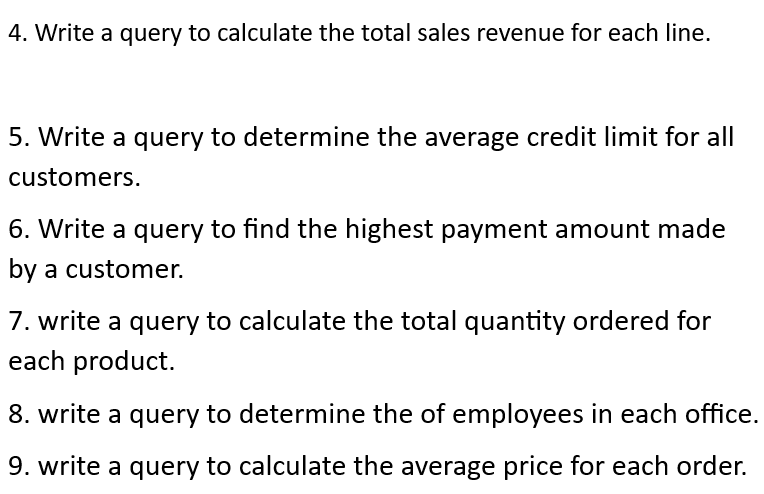 4. Write a query to calculate the total sales revenue for each line.
5. Write a query to determine the average credit limit for all
customers.
6. Write a query to find the highest payment amount made
by a customer.
7. write a query to calculate the total quantity ordered for
each product.
8. write a query to determine the of employees in each office.
9. write a query to calculate the average price for each order.